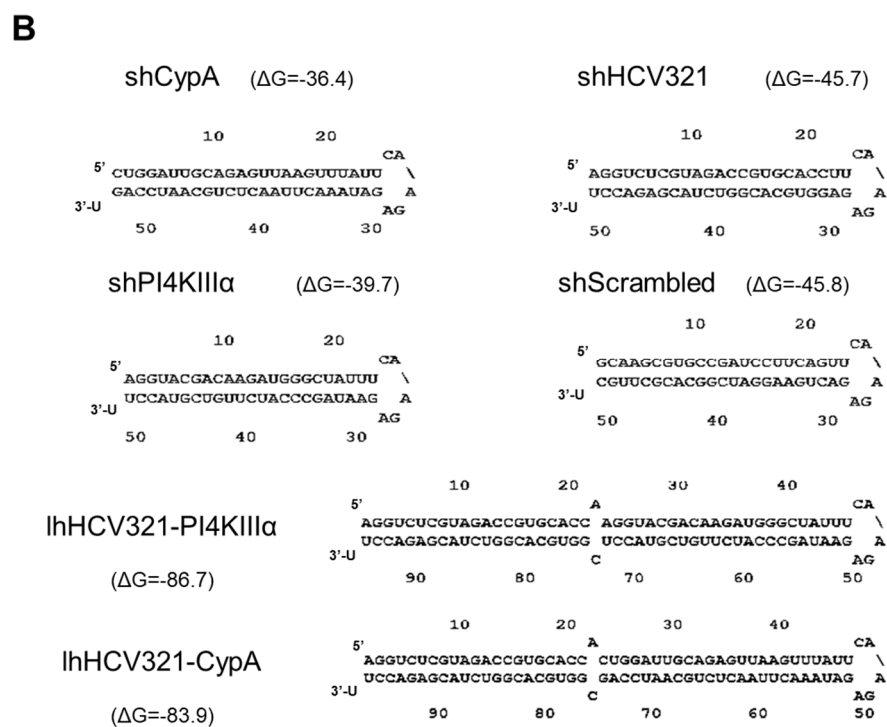 B
shCypA (ΔG=-36.4)
10 20
CA
5' CUGGAUUGCAGAGUUAAGUUUAUU \
GACCUAACGUCUCAAUUCAAAUAG A
3'-U AG
50 40 30
shHCV321 (ΔG=-45.7)
10 20
CA
5' AGGUCUCGUAGACCGUGCACCUU \
UCCAGAGCAUCUGGCACGUGGAG A
3'-U AG
50 40 30
shPI4KIIIα (ΔG=-39.7)
10 20
CA
5' AGGUACGACAAGAUGGGCUAUUU \
UCCAUGCUGUUCUACCCGAUAAG A
3'-U AG
50 40 30
shScrambled (ΔG=-45.8)
10 20
CA
5' GCAAGCGUGCCGAUCCUUCAGUU \
CGUUCGCACGGCUAGGAAGUCAG A
3'-U AG
50 40 30
lhHCV321-PI4KIIIα
(ΔG=-86.7)
10 20 30 40
A CA
5' AGGUCUCGUAGACCGUGCACC AGGUACGACAAGAUGGGCUAUUU \
UCCAGAGCAUCUGGCACGUGG UCCAUGCUGUUCUACCCGAUAAG A
3'-U C AG
90 80 70 60 50
lhHCV321-CypA
(ΔG=-83.9)
10 20 30 40
A CA
5' AGGUCUCGUAGACCGUGCACC CUGGAUUGCAGAGUUAAGUUUAUU \
UCCAGAGCAUCUGGCACGUGG GACCUAACGUCUCAAUUCAAAUAG A
3'-U C AG
90 80 70 60 50